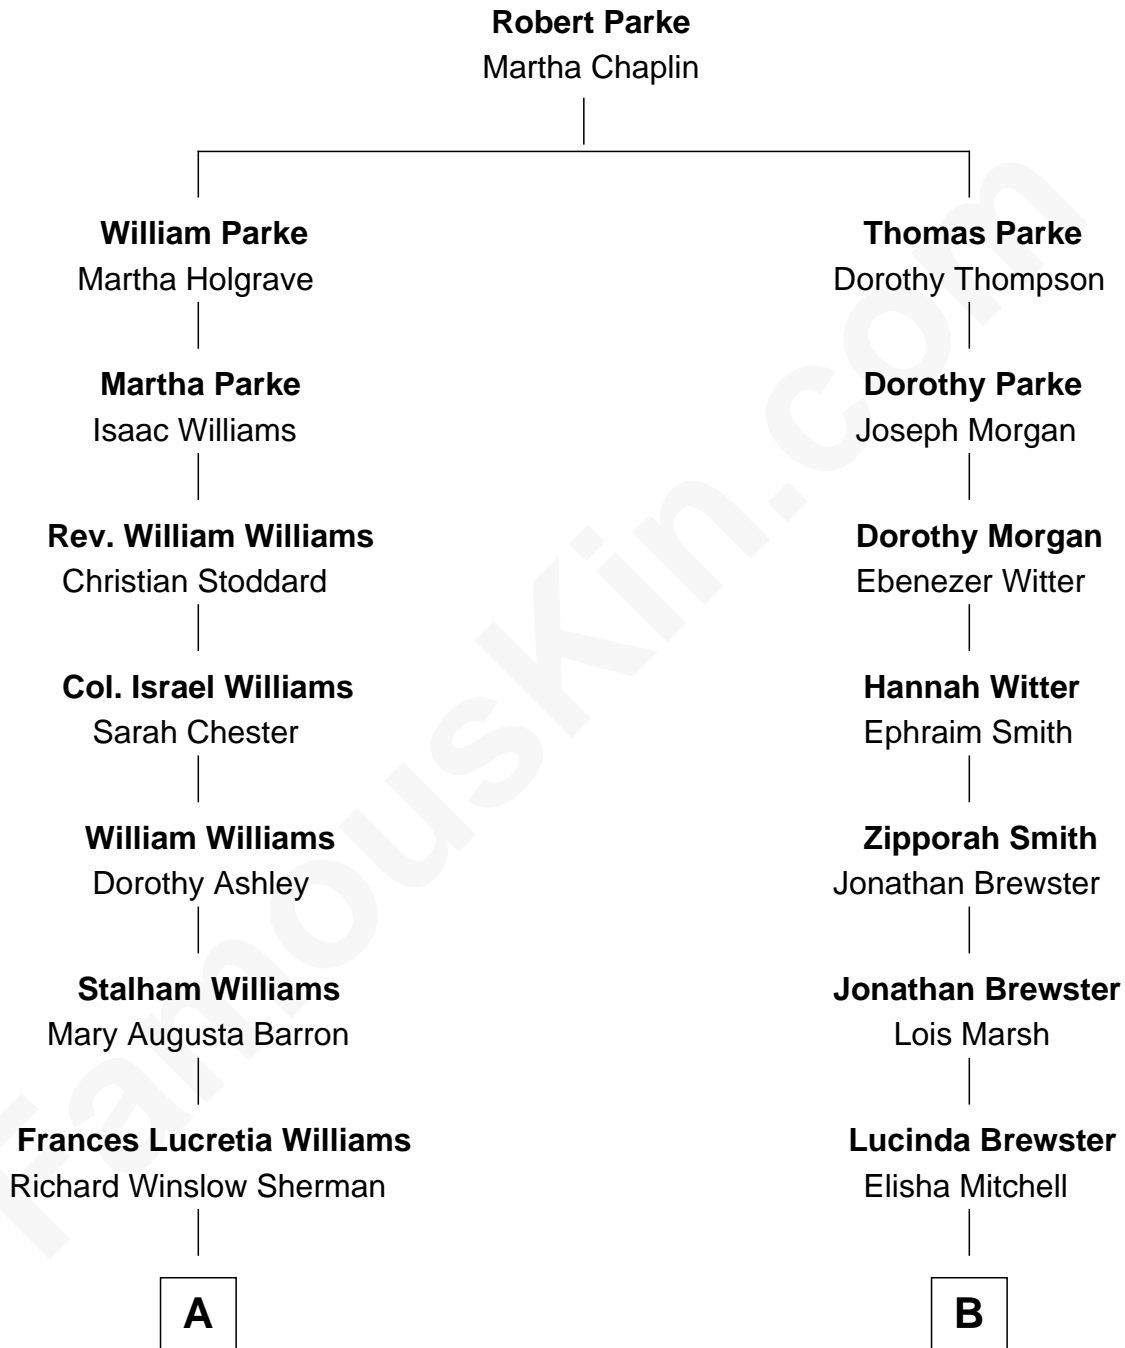 Robert Parke
Martha Chaplin
William Parke
Martha Holgrave
Thomas Parke
Dorothy Thompson
Martha Parke
Isaac Williams
Dorothy Parke
Joseph Morgan
Rev. William Williams
Christian Stoddard
Dorothy Morgan
Ebenezer Witter
Col. Israel Williams
Sarah Chester
Hannah Witter
Ephraim Smith
William Williams
Dorothy Ashley
Zipporah Smith
Jonathan Brewster
Stalham Williams
Mary Augusta Barron
Jonathan Brewster
Lois Marsh
Frances Lucretia Williams
Richard Winslow Sherman
Lucinda Brewster
Elisha Mitchell
A
B
FamousKin.com